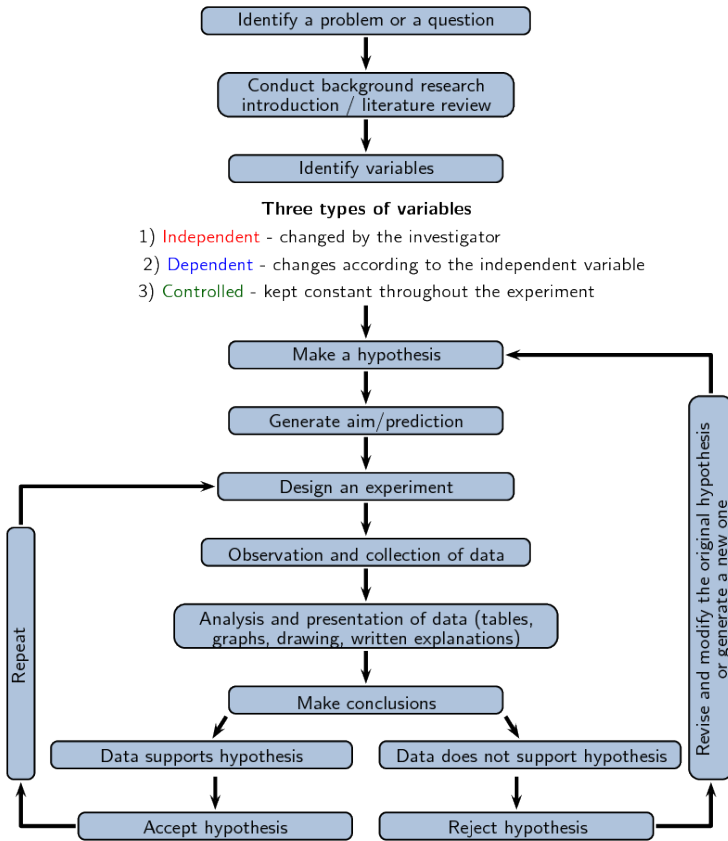 Identify a problem or a question
Conduct background research
introduction / literature review
Identify variables
Three types of variables
1) Independent - changed by the investigator
2) Dependent - changes according to the independent variable
3) Controlled - kept constant throughout the experiment
Make a hypothesis
Generate aim/prediction
Design an experiment
Observation and collection of data
Analysis and presentation of data (tables,
graphs, drawing, written explanations)
Make conclusions
Data supports hypothesis
Data does not support hypothesis
Accept hypothesis
Reject hypothesis
Repeat
Revise and modify the original hypothesis
or generate a new one